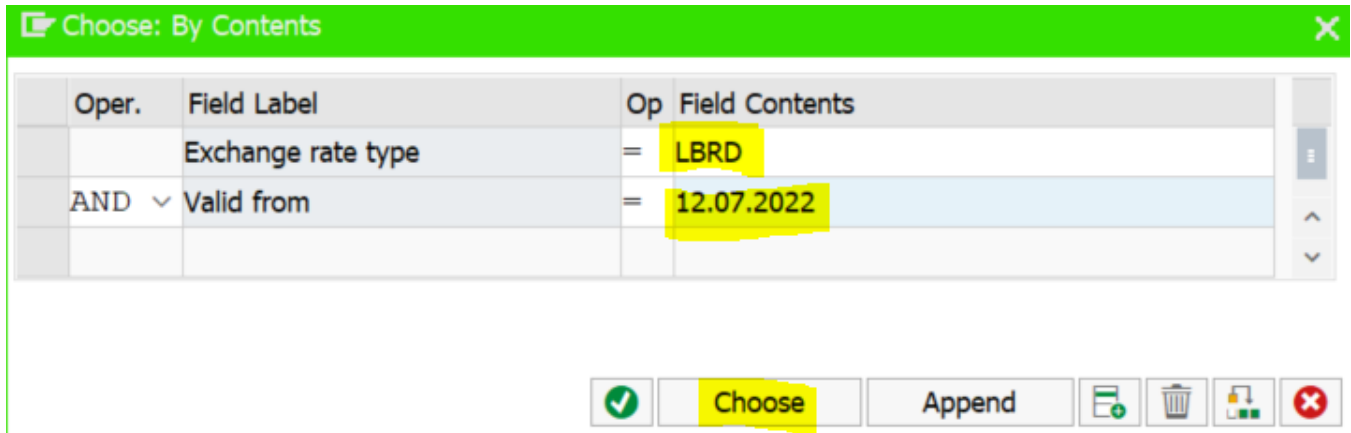 Choose: By Contents
Oper. Field Label Op Field Contents
Exchange rate type = LBRD
AND Valid from = 12.07.2022
Choose Append